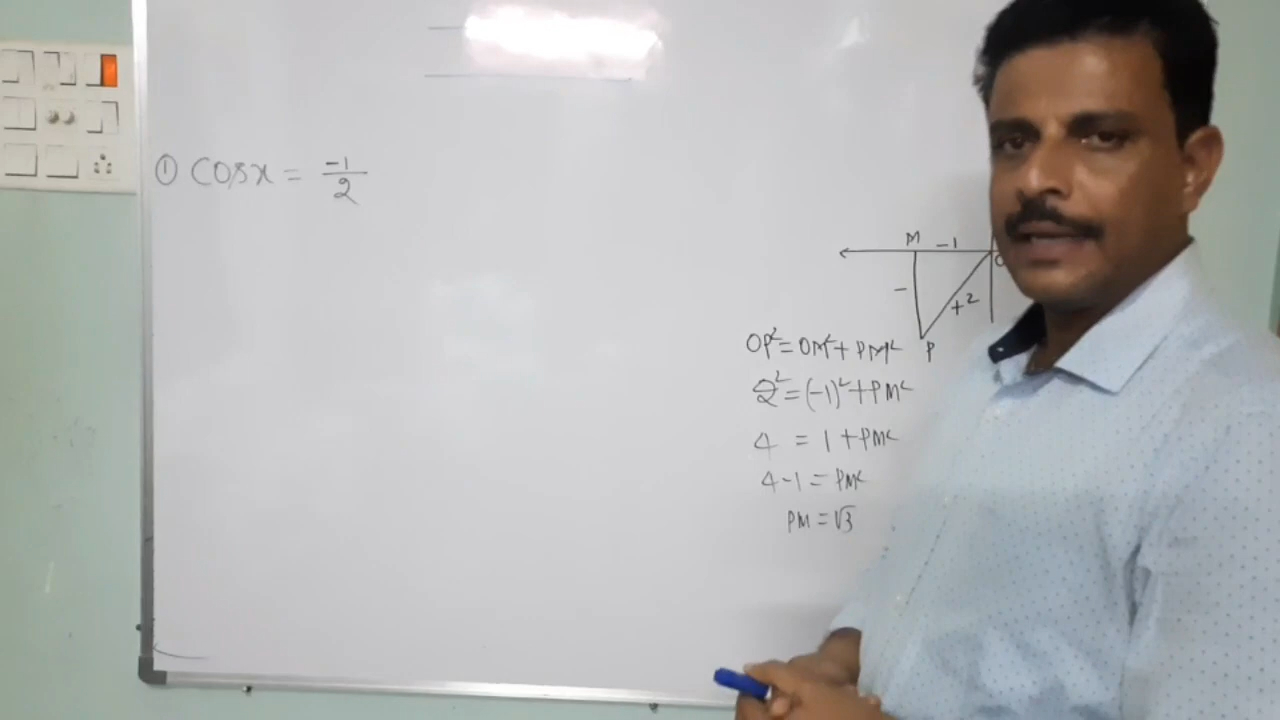 ① cosx = -1/2
M -1 O
- +2
P
OP² = OM² + PM²
2² = (-1)² + PM²
4 = 1 + PM²
4-1 = PM²
PM = √3